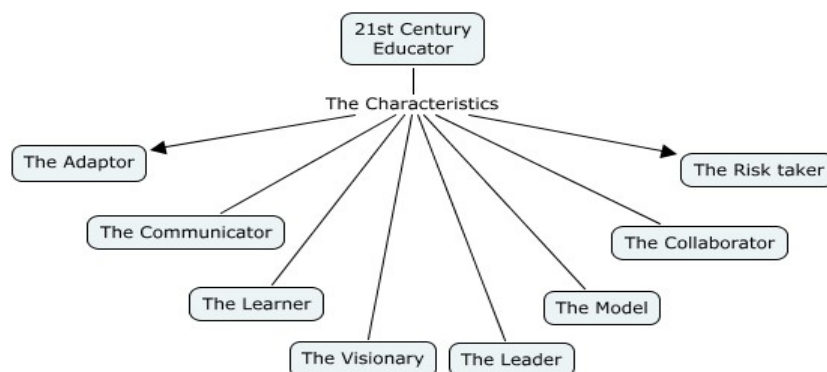 21st Century
Educator
The Characteristics
The Adaptor
The Risk taker
The Communicator
The Collaborator
The Learner
The Model
The Visionary
The Leader